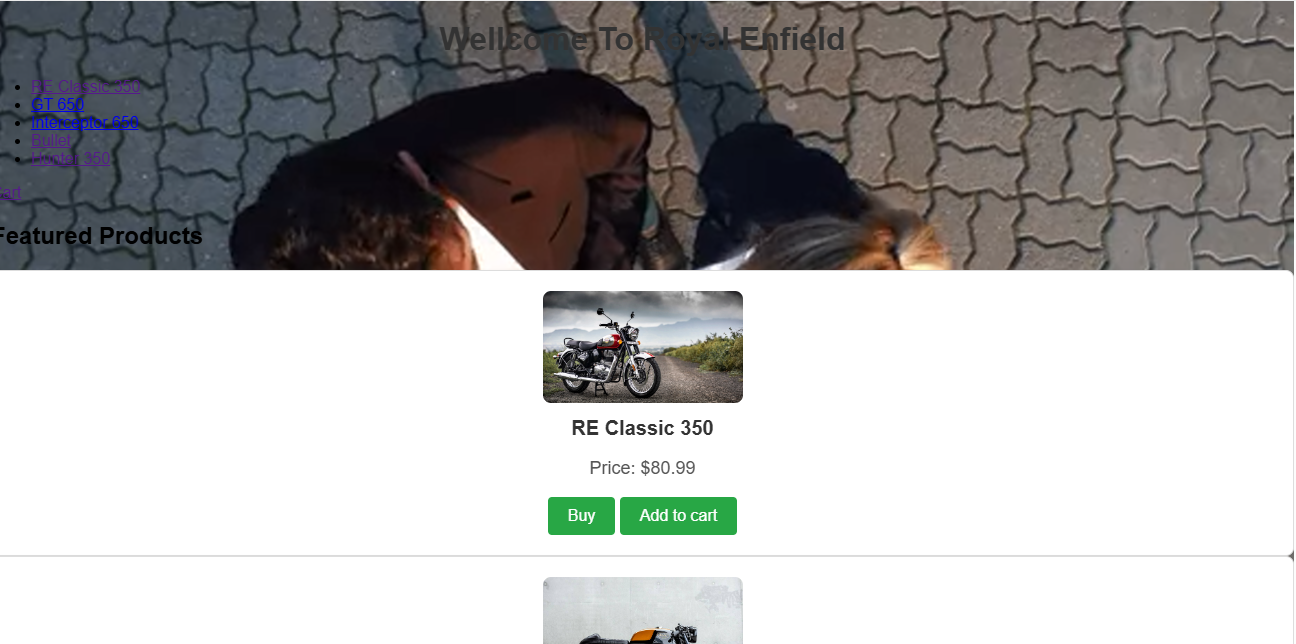 Wellcome To Royal Enfield
RE Classic 350
GT 650
Interceptor 650
Bullet
Hunter 350
Cart
Featured Products
RE Classic 350
Price: $80.99
Buy
Add to cart